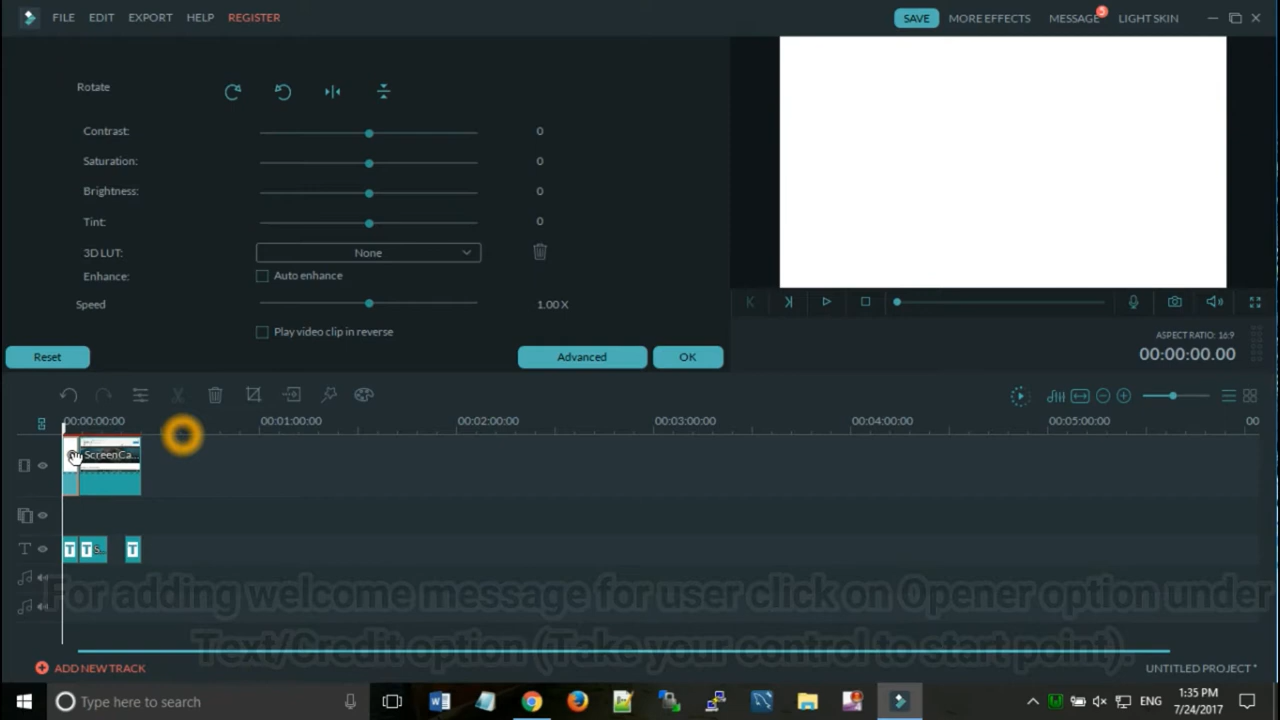 FILE EDIT EXPORT HELP REGISTER SAVE MORE EFFECTS MESSAGE 3 LIGHT SKIN
Rotate
Contrast: 0
Saturation: 0
Brightness: 0
Tint: 0
3D LUT: None
Enhance: Auto enhance
Speed 1.00 X
Play video clip in reverse
Reset Advanced OK
ASPECT RATIO: 16:9
00:00:00.00
00:00:00:00 00:01:00:00 00:02:00:00 00:03:00:00 00:04:00:00 00:05:00:00 00
ScreenCa...
T T S... T
For adding welcome message for user click on Opener option under
Text/Credit option (Take your control to start point).
ADD NEW TRACK UNTITLED PROJECT *
Type here to search ENG 1:35 PM
7/24/2017